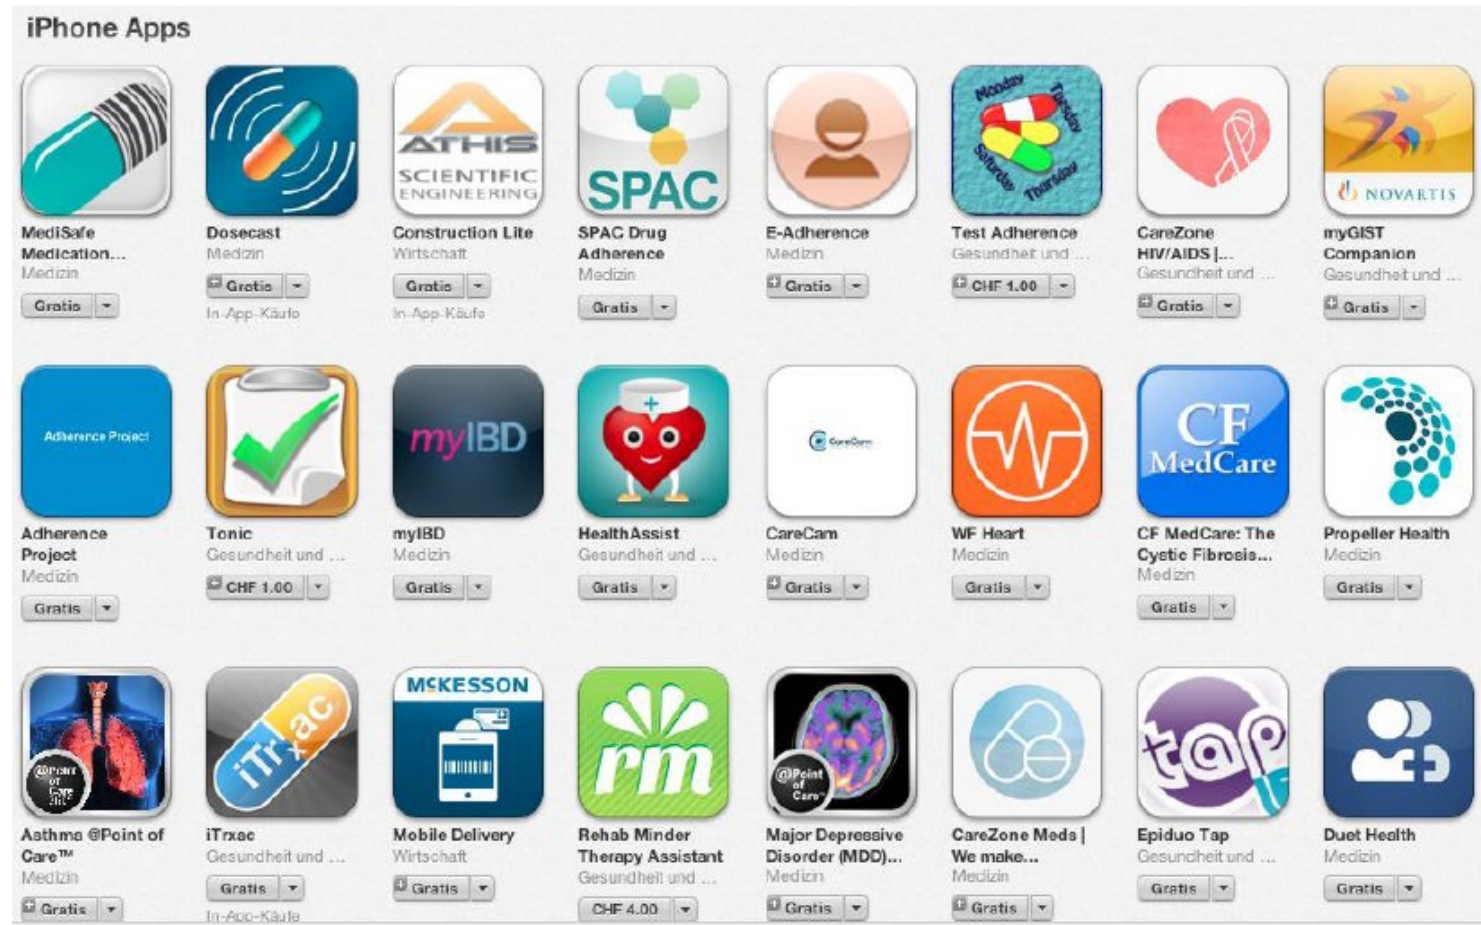 iPhone Apps
ATHIS
SCIENTIFIC
ENGINEERING
SPAC
Monday
Tuesday
Saturday
Thursday
NOVARTIS
MediSafe
Medication...
Medizin
Gratis
Dosecast
Medizin
Gratis
In-App-Käufe
Construction Lite
Wirtschaft
Gratis
In-App-Käufe
SPAC Drug
Adherence
Medizin
Gratis
E-Adherence
Medizin
Gratis
Test Adherence
Gesundheit und ...
CHF 1.00
CareZone
HIV/AIDS |...
Gesundheit und ...
Gratis
myGIST
Companion
Gesundheit und ...
Gratis
Adherence Project
myIBD
CareCam
CF
MedCare
Adherence
Project
Medizin
Gratis
Tonic
Gesundheit und ...
CHF 1.00
myIBD
Medizin
Gratis
HealthAssist
Gesundheit und ...
Gratis
CareCam
Medizin
Gratis
WF Heart
Medizin
Gratis
CF MedCare: The
Cystic Fibrosis...
Medizin
Gratis
Propeller Health
Medizin
Gratis
@Point
of
Care
iTrxac
MCKESSON
rm
@Point
of
Care™
tap
Asthma @Point of
Care™
Medizin
Gratis
iTrxac
Gesundheit und ...
Gratis
In-App-Käufe
Mobile Delivery
Wirtschaft
Gratis
Rehab Minder
Therapy Assistant
Gesundheit und ...
CHF 4.00
Major Depressive
Disorder (MDD)...
Medizin
Gratis
CareZone Meds |
We make...
Medizin
Gratis
Epiduo Tap
Gesundheit und ...
Gratis
Duet Health
Medizin
Gratis